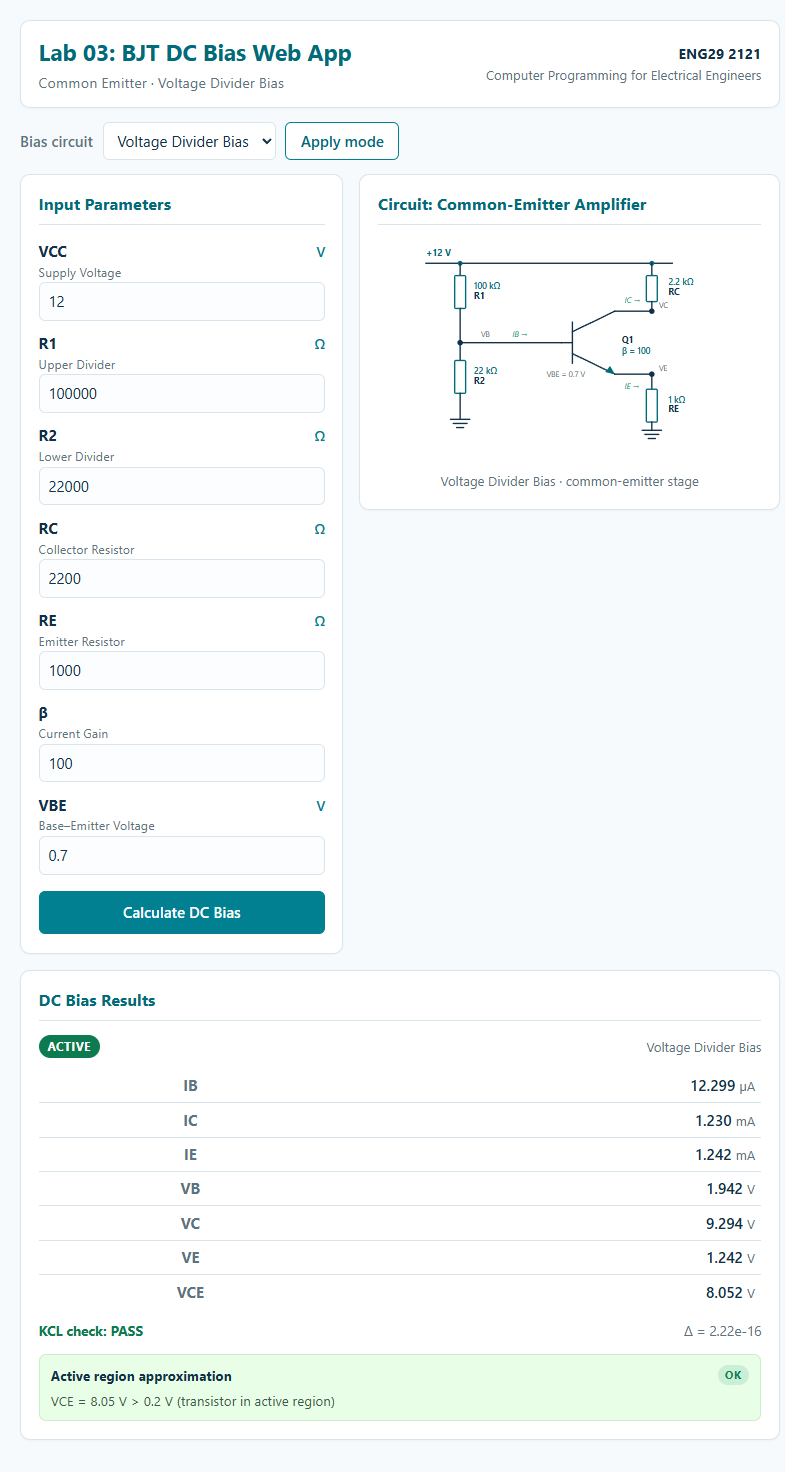 Lab 03: BJT DC Bias Web App
Common Emitter · Voltage Divider Bias
ENG29 2121
Computer Programming for Electrical Engineers
Bias circuit Voltage Divider Bias Apply mode
Input Parameters
VCC V
Supply Voltage
12
R1 Ω
Upper Divider
100000
R2 Ω
Lower Divider
22000
RC Ω
Collector Resistor
2200
RE Ω
Emitter Resistor
1000
β
Current Gain
100
VBE V
Base–Emitter Voltage
0.7
Calculate DC Bias
Circuit: Common-Emitter Amplifier
+12 V
100 kΩ
R1
2.2 kΩ
RC
IC →
VC
VB IB →
Q1
β = 100
22 kΩ
R2
VBE = 0.7 V
VE
IE →
1 kΩ
RE
Voltage Divider Bias · common-emitter stage
DC Bias Results
ACTIVE Voltage Divider Bias
IB 12.299 µA
IC 1.230 mA
IE 1.242 mA
VB 1.942 V
VC 9.294 V
VE 1.242 V
VCE 8.052 V
KCL check: PASS Δ = 2.22e-16
Active region approximation OK
VCE = 8.05 V > 0.2 V (transistor in active region)